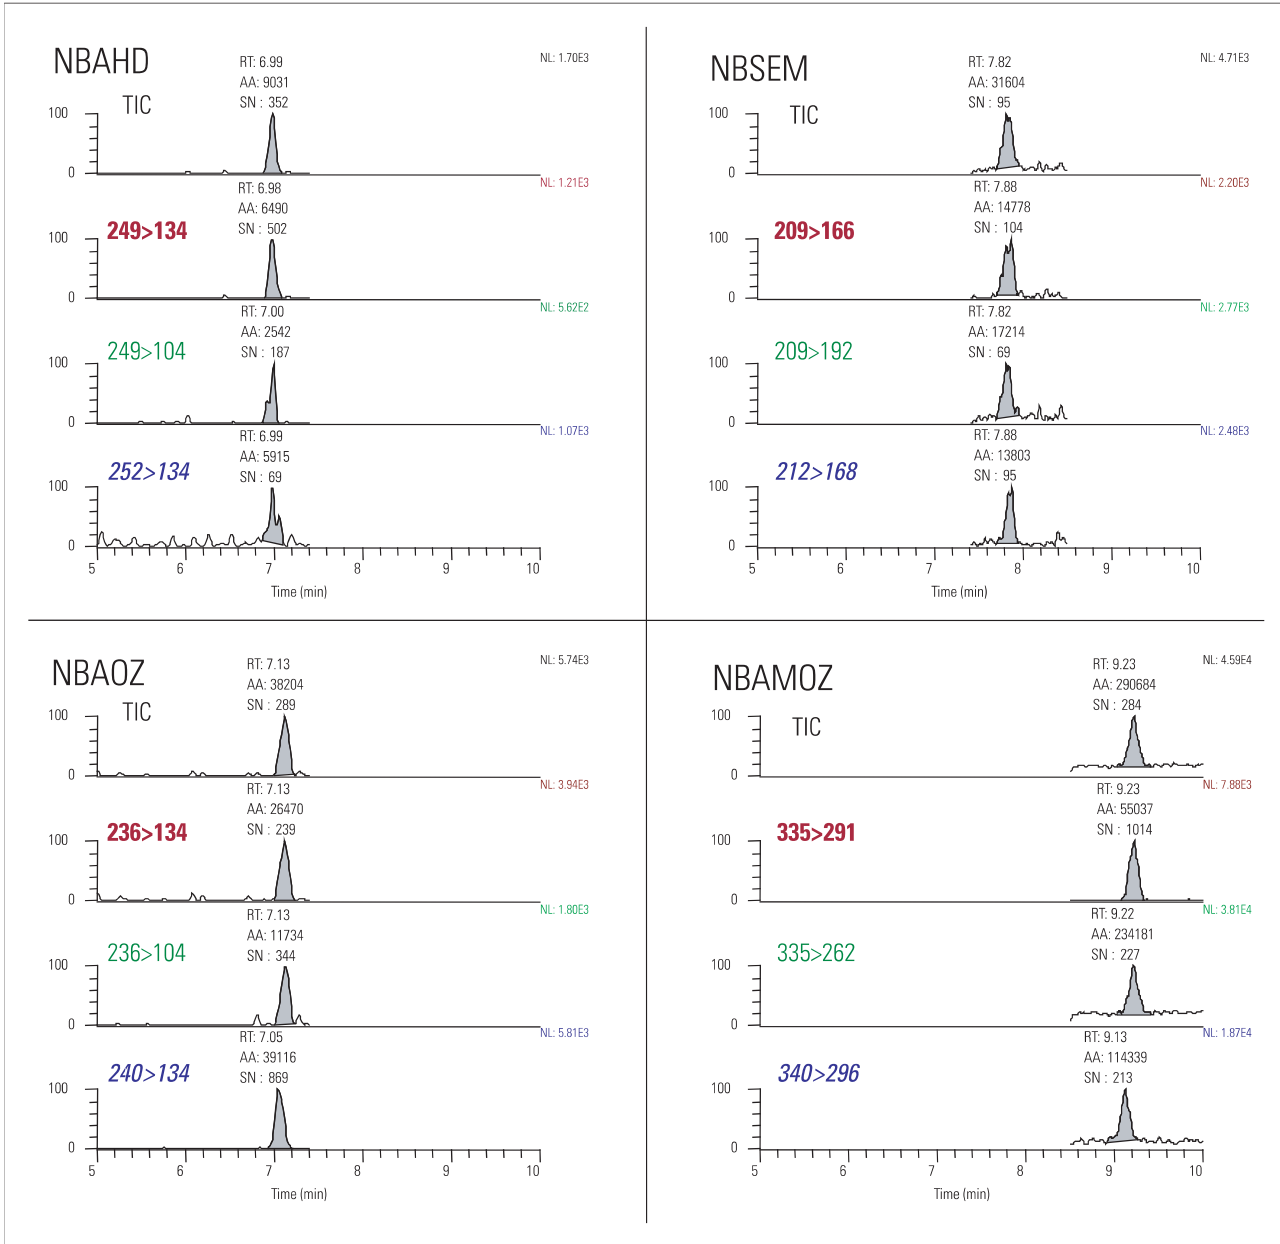 NBAHD
TIC
RT: 6.99
AA: 9031
SN : 352
NL: 1.70E3
100
0
249>134
RT: 6.98
AA: 6490
SN : 502
NL: 1.21E3
100
0
249>104
RT: 7.00
AA: 2542
SN : 187
NL: 5.62E2
100
0
252>134
RT: 6.99
AA: 5915
SN : 69
NL: 1.07E3
100
0
5 6 7 8 9 10
Time (min)
NBSEM
TIC
RT: 7.82
AA: 31604
SN : 95
NL: 4.71E3
100
0
209>166
RT: 7.88
AA: 14778
SN : 104
NL: 2.20E3
100
0
209>192
RT: 7.82
AA: 17214
SN : 69
NL: 2.77E3
100
0
212>168
RT: 7.88
AA: 13803
SN : 95
NL: 2.48E3
100
0
5 6 7 8 9 10
Time (min)
NBAOZ
TIC
RT: 7.13
AA: 38204
SN : 289
NL: 5.74E3
100
0
236>134
RT: 7.13
AA: 26470
SN : 239
NL: 3.94E3
100
0
236>104
RT: 7.13
AA: 11734
SN : 344
NL: 1.80E3
100
0
240>134
RT: 7.05
AA: 39116
SN : 869
NL: 5.81E3
100
0
5 6 7 8 9 10
Time (min)
NBAMOZ
TIC
RT: 9.23
AA: 290684
SN : 284
NL: 4.59E4
100
0
335>291
RT: 9.23
AA: 55037
SN : 1014
NL: 7.88E3
100
0
335>262
RT: 9.22
AA: 234181
SN : 227
NL: 3.81E4
100
0
340>296
RT: 9.13
AA: 114339
SN : 213
NL: 1.87E4
100
0
5 6 7 8 9 10
Time (min)